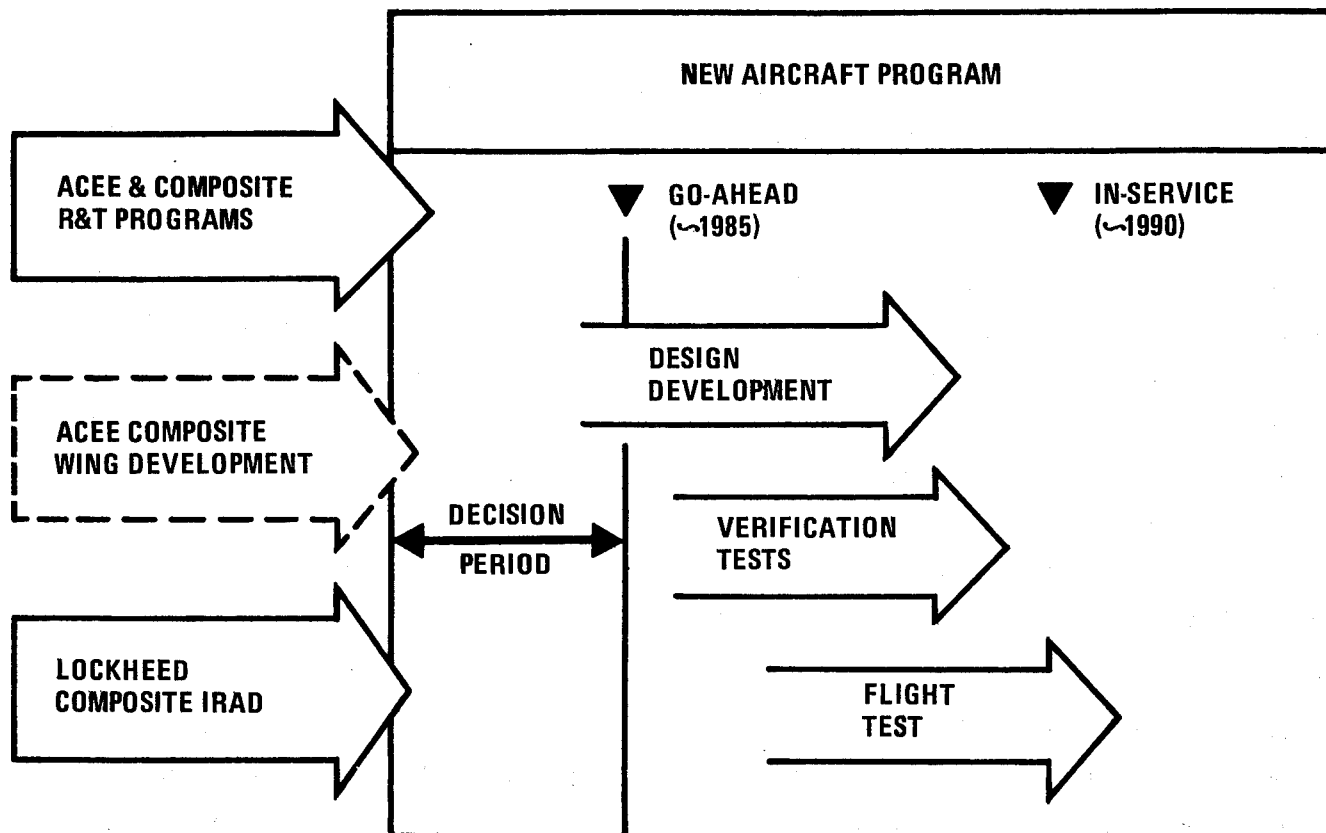 NEW AIRCRAFT PROGRAM
ACEE & COMPOSITE
R&T PROGRAMS
GO-AHEAD
(~1985)
IN-SERVICE
(~1990)
DESIGN
DEVELOPMENT
ACEE COMPOSITE
WING DEVELOPMENT
DECISION
PERIOD
VERIFICATION
TESTS
LOCKHEED
COMPOSITE IRAD
FLIGHT
TEST